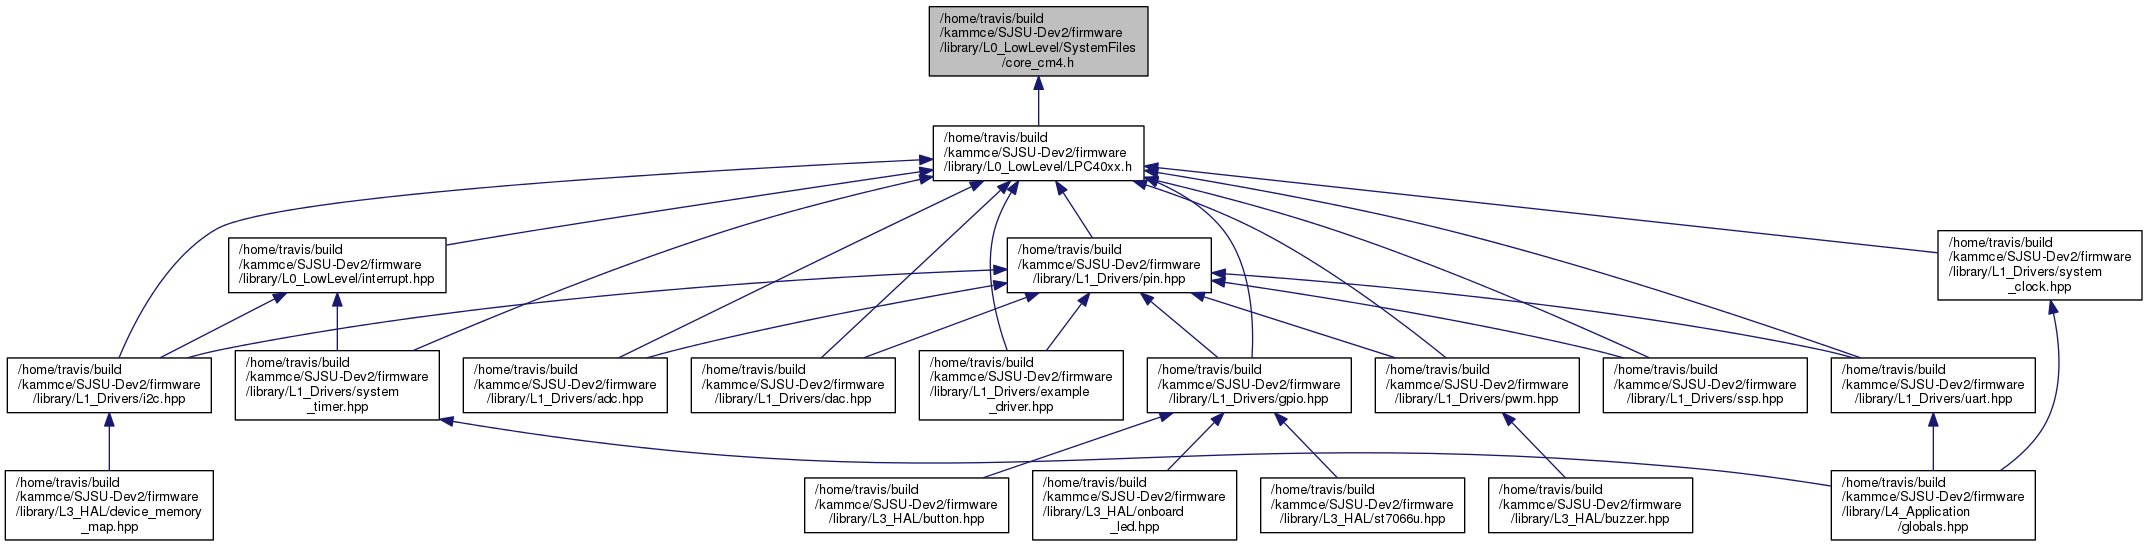 /home/travis/build
/kammce/SJSU-Dev2/firmware
/library/L0_LowLevel/SystemFiles
/core_cm4.h
/home/travis/build
/kammce/SJSU-Dev2/firmware
/library/L0_LowLevel/LPC40xx.h
/home/travis/build
/kammce/SJSU-Dev2/firmware
/library/L0_LowLevel/interrupt.hpp
/home/travis/build
/kammce/SJSU-Dev2/firmware
/library/L1_Drivers/pin.hpp
/home/travis/build
/kammce/SJSU-Dev2/firmware
/library/L1_Drivers/system
_clock.hpp
/home/travis/build
/kammce/SJSU-Dev2/firmware
/library/L1_Drivers/i2c.hpp
/home/travis/build
/kammce/SJSU-Dev2/firmware
/library/L1_Drivers/system
_timer.hpp
/home/travis/build
/kammce/SJSU-Dev2/firmware
/library/L1_Drivers/adc.hpp
/home/travis/build
/kammce/SJSU-Dev2/firmware
/library/L1_Drivers/dac.hpp
/home/travis/build
/kammce/SJSU-Dev2/firmware
/library/L1_Drivers/example
_driver.hpp
/home/travis/build
/kammce/SJSU-Dev2/firmware
/library/L1_Drivers/gpio.hpp
/home/travis/build
/kammce/SJSU-Dev2/firmware
/library/L1_Drivers/pwm.hpp
/home/travis/build
/kammce/SJSU-Dev2/firmware
/library/L1_Drivers/ssp.hpp
/home/travis/build
/kammce/SJSU-Dev2/firmware
/library/L1_Drivers/uart.hpp
/home/travis/build
/kammce/SJSU-Dev2/firmware
/library/L3_HAL/device_memory
_map.hpp
/home/travis/build
/kammce/SJSU-Dev2/firmware
/library/L3_HAL/button.hpp
/home/travis/build
/kammce/SJSU-Dev2/firmware
/library/L3_HAL/onboard
_led.hpp
/home/travis/build
/kammce/SJSU-Dev2/firmware
/library/L3_HAL/st7066u.hpp
/home/travis/build
/kammce/SJSU-Dev2/firmware
/library/L3_HAL/buzzer.hpp
/home/travis/build
/kammce/SJSU-Dev2/firmware
/library/L4_Application
/globals.hpp